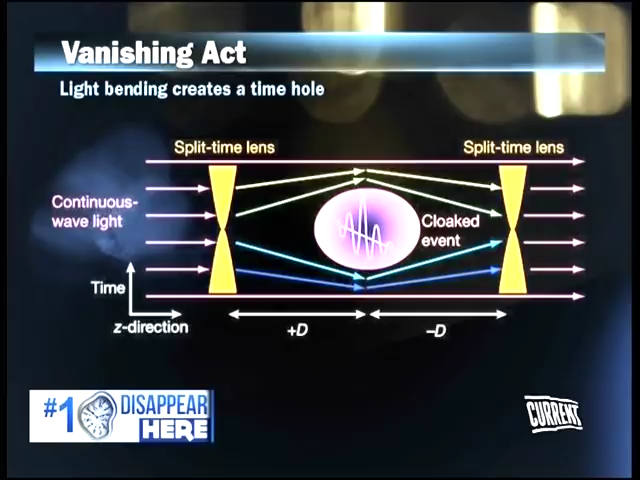 Vanishing Act
Light bending creates a time hole
Split-time lens
Split-time lens
Continuous-
wave light
Cloaked
event
Time
z-direction
+D
–D
#1
DISAPPEAR
HERE
CURRENT